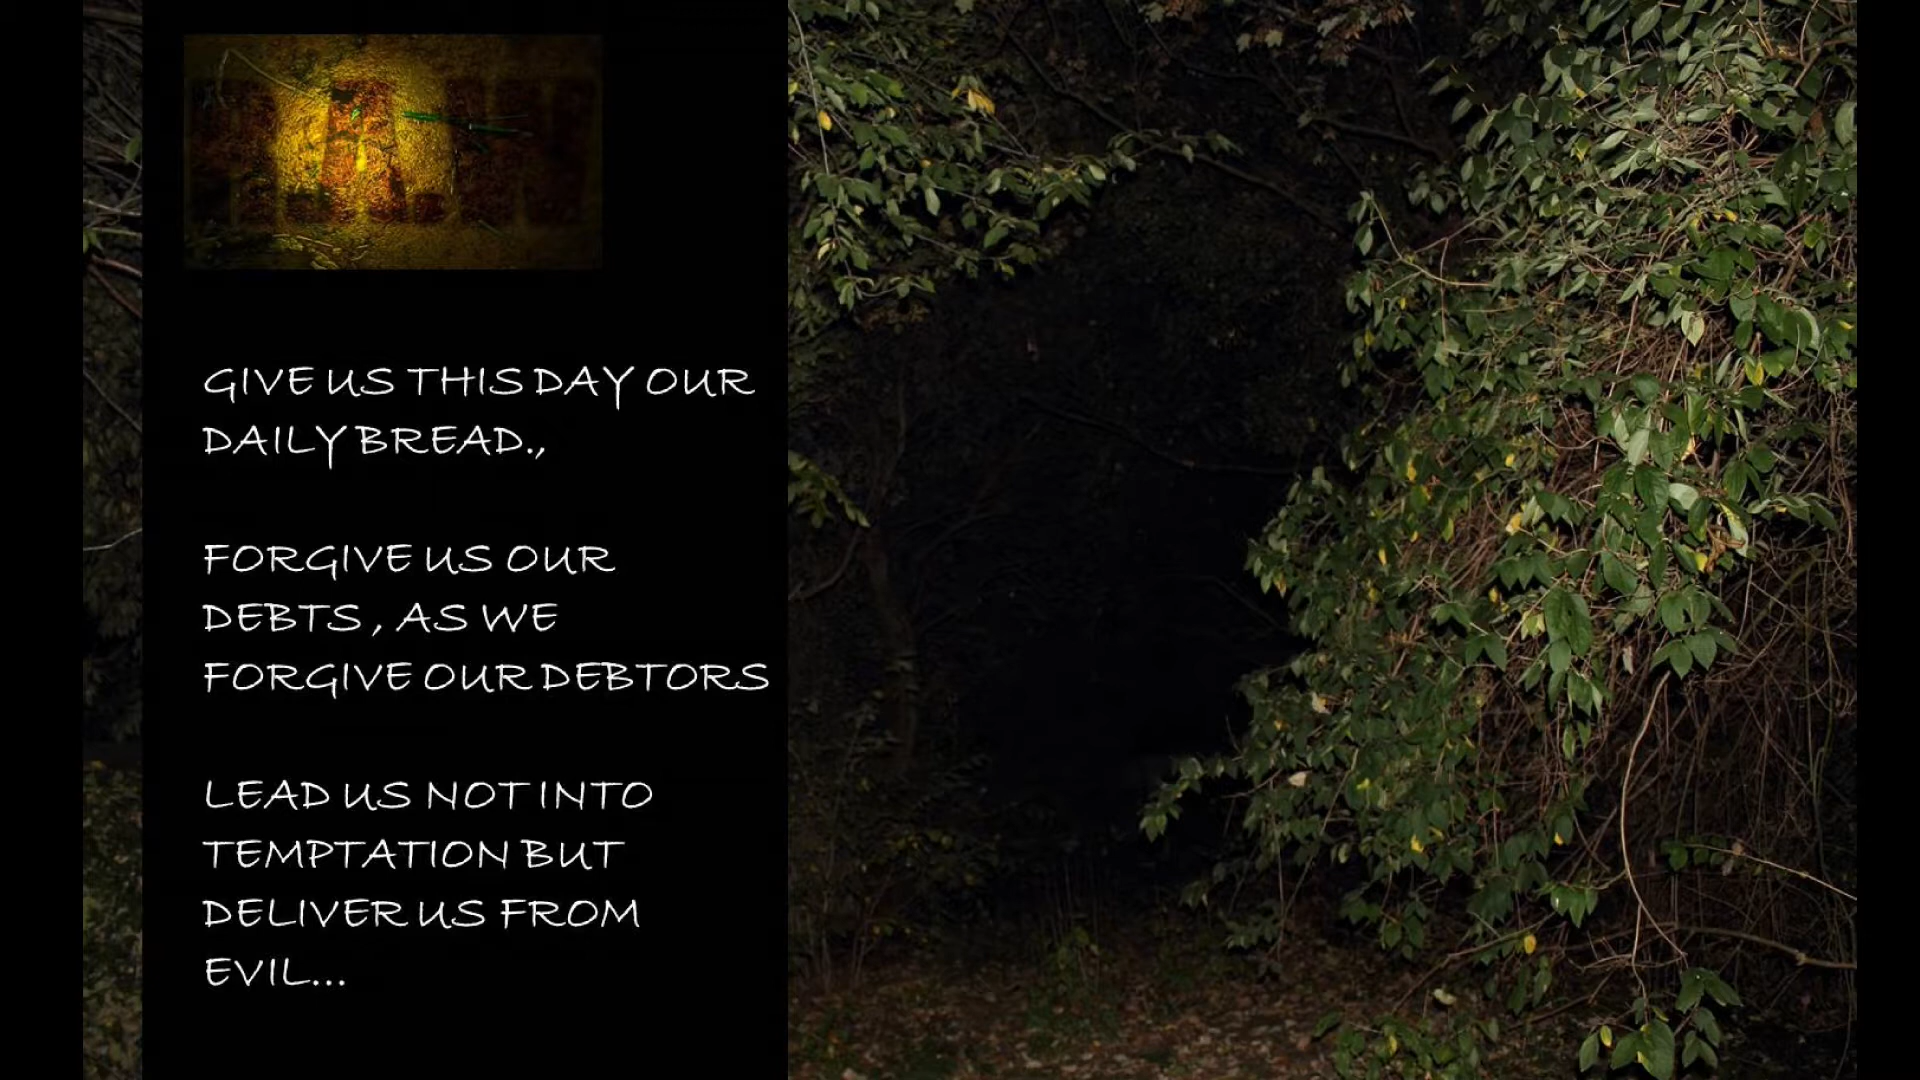 GIVE US THIS DAY OUR
DAILY BREAD.,
FORGIVE US OUR
DEBTS , AS WE
FORGIVE OUR DEBTORS
LEAD US NOT INTO
TEMPTATION BUT
DELIVER US FROM
EVIL...